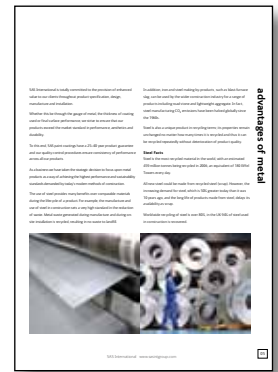 advantages of metal
SAS International is totally committed to the provision of enhanced
value to our clients throughout product specification, design,
manufacture and installation.
Whether this be through the gauge of metal, the thickness of coating
used or final surface performance, we strive to ensure that our
products exceed the market standard in performance, aesthetics and
durability.
To this end, SAS paint coatings have a 25-40 year product guarantee
and our quality control procedures ensure consistency of performance
across all our products.
As a business we have taken the strategic decision to focus upon metal
products as a way of achieving the highest performance and sustainability
standards demanded by today's modern methods of construction.
The use of steel provides many benefits over comparable materials
during the lifecycle of a product. For example, the manufacture and
use of steel in construction sets a very high standard in the reduction
of waste. Metal waste generated during manufacture and during on-
site installation is recycled resulting in no waste to landfill.
In addition, iron and steel making by-products, such as blast furnace
slag, can be used by the wider construction industry for a range of
products including road stone and lightweight aggregate. In fact,
steel manufacturing CO2 emissions have been halved globally since
the 1960s.
Steel is also a unique product in recycling terms; its properties remain
unchanged no matter how many times it is recycled and thus it can
be recycled repeatedly without deterioration of product quality.
Steel Facts
Steel is the most recycled material in the world, with an estimated
459 million tonnes being recycled in 2006; an equivalent of 180 Eiffel
Towers every day.
All new steel could be made from recycled steel (scrap). However, the
increasing demand for steel, which is 50% greater today than it was
10 years ago, and the long life of products made from steel, delays its
availability as scrap.
Worldwide recycling of steel is over 80%. In the UK 94% of steel used
in construction is recovered.
SAS International - www.sasintgroup.com